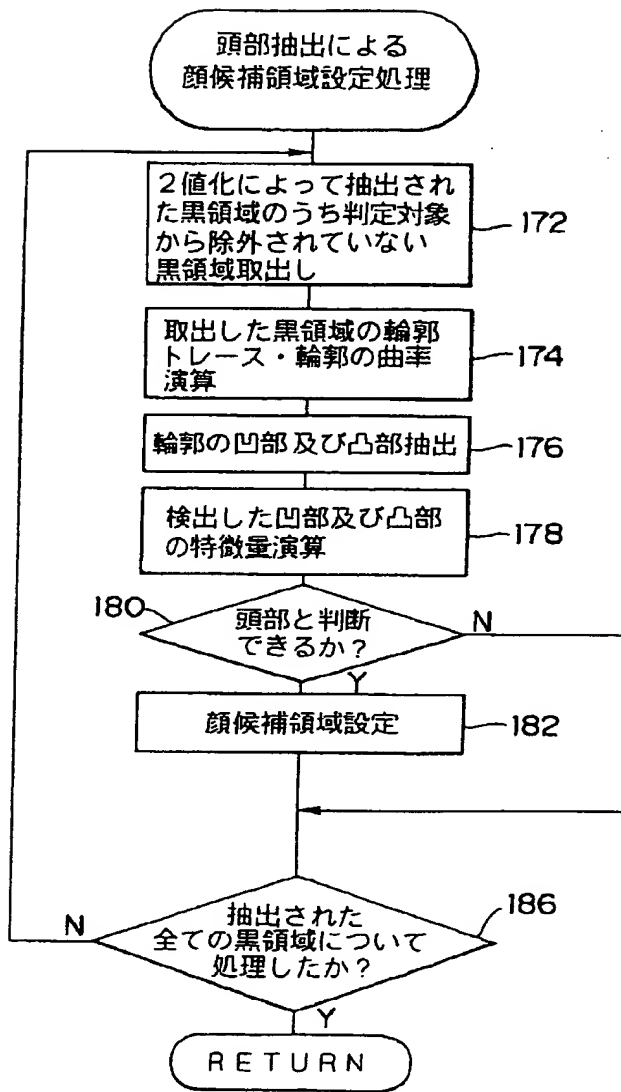 頭部抽出による
顔候補領域設定処理
2値化によって抽出され
た黒領域のうち判定対象
から除外されていない
黒領域取出し
172
取出した黒領域の輪郭
トレース・輪郭の曲率
演算
174
輪郭の凹部及び凸部抽出
176
検出した凹部及び凸部
の特徴量演算
178
180
頭部と判断
できるか?
N
Y
顔候補領域設定
182
N
抽出された
全ての黒領域について
処理したか?
186
Y
RETURN